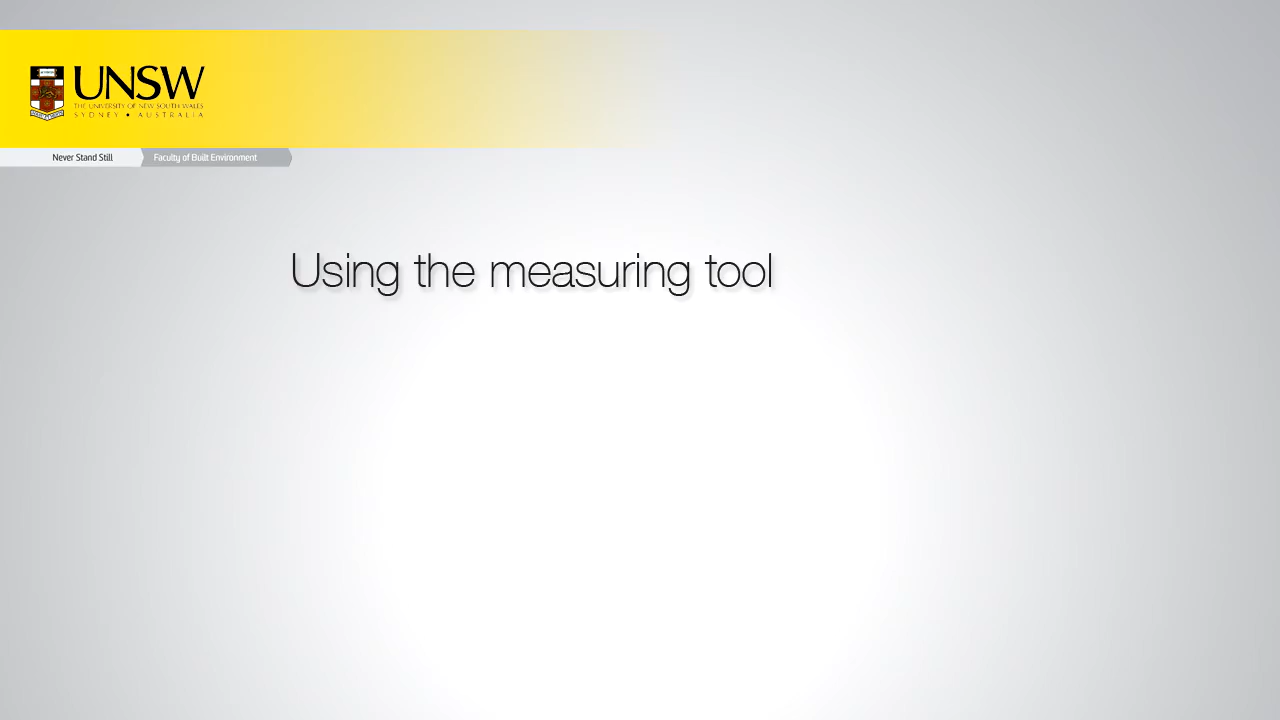 UNSW
THE UNIVERSITY OF NEW SOUTH WALES
SYDNEY • AUSTRALIA
Never Stand Still
Faculty of Built Environment
Using the measuring tool